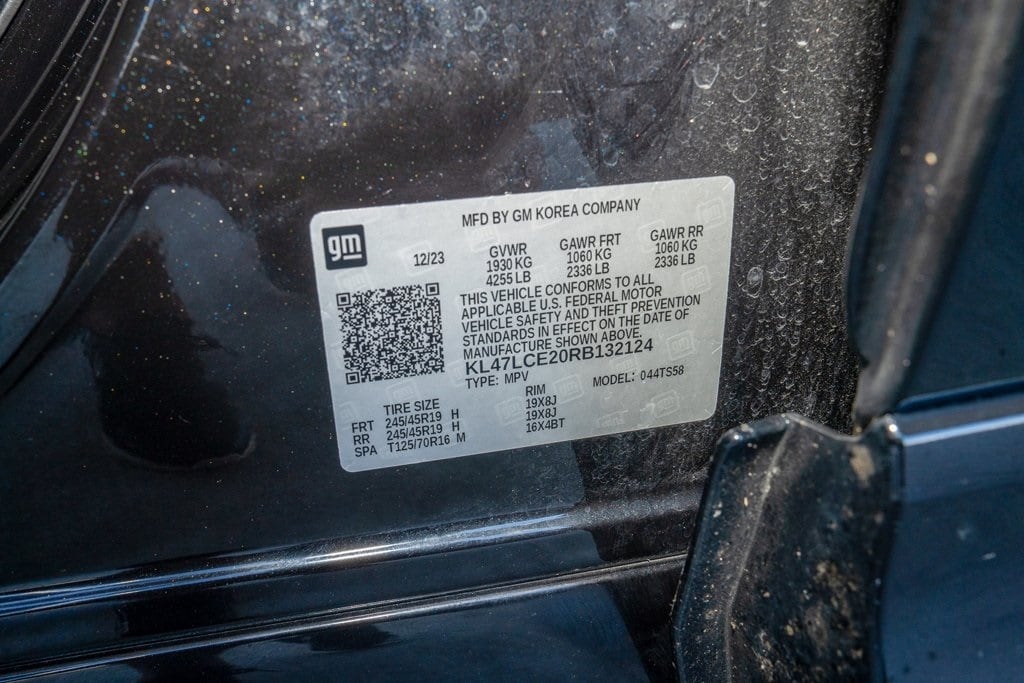 MFD BY GM KOREA COMPANY
gm
12/23
GVWR GAWR FRT GAWR RR
1930 KG 1060 KG 1060 KG
4255 LB 2336 LB 2336 LB
THIS VEHICLE CONFORMS TO ALL
APPLICABLE U.S. FEDERAL MOTOR
VEHICLE SAFETY AND THEFT PREVENTION
STANDARDS IN EFFECT ON THE DATE OF
MANUFACTURE SHOWN ABOVE.
KL47LCE20RB132124
TYPE: MPV MODEL: 044TS58
TIRE SIZE RIM
FRT 245/45R19 H 19X8J
RR 245/45R19 H 19X8J
SPA T125/70R16 M 16X4BT